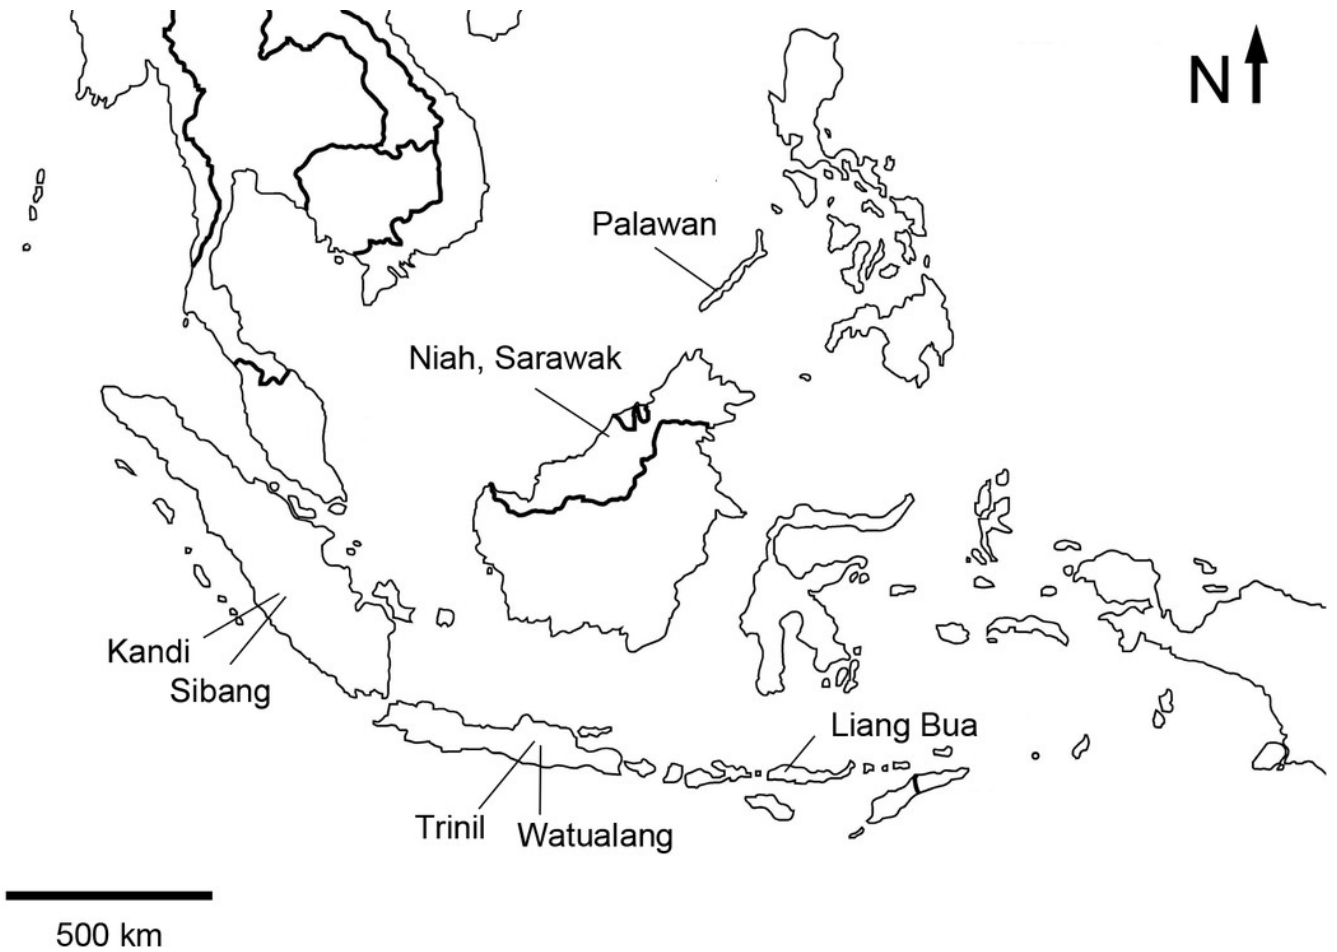 N
Palawan
Niah, Sarawak
Kandi
Sibang
Liang Bua
Trinil
Watualang
500 km